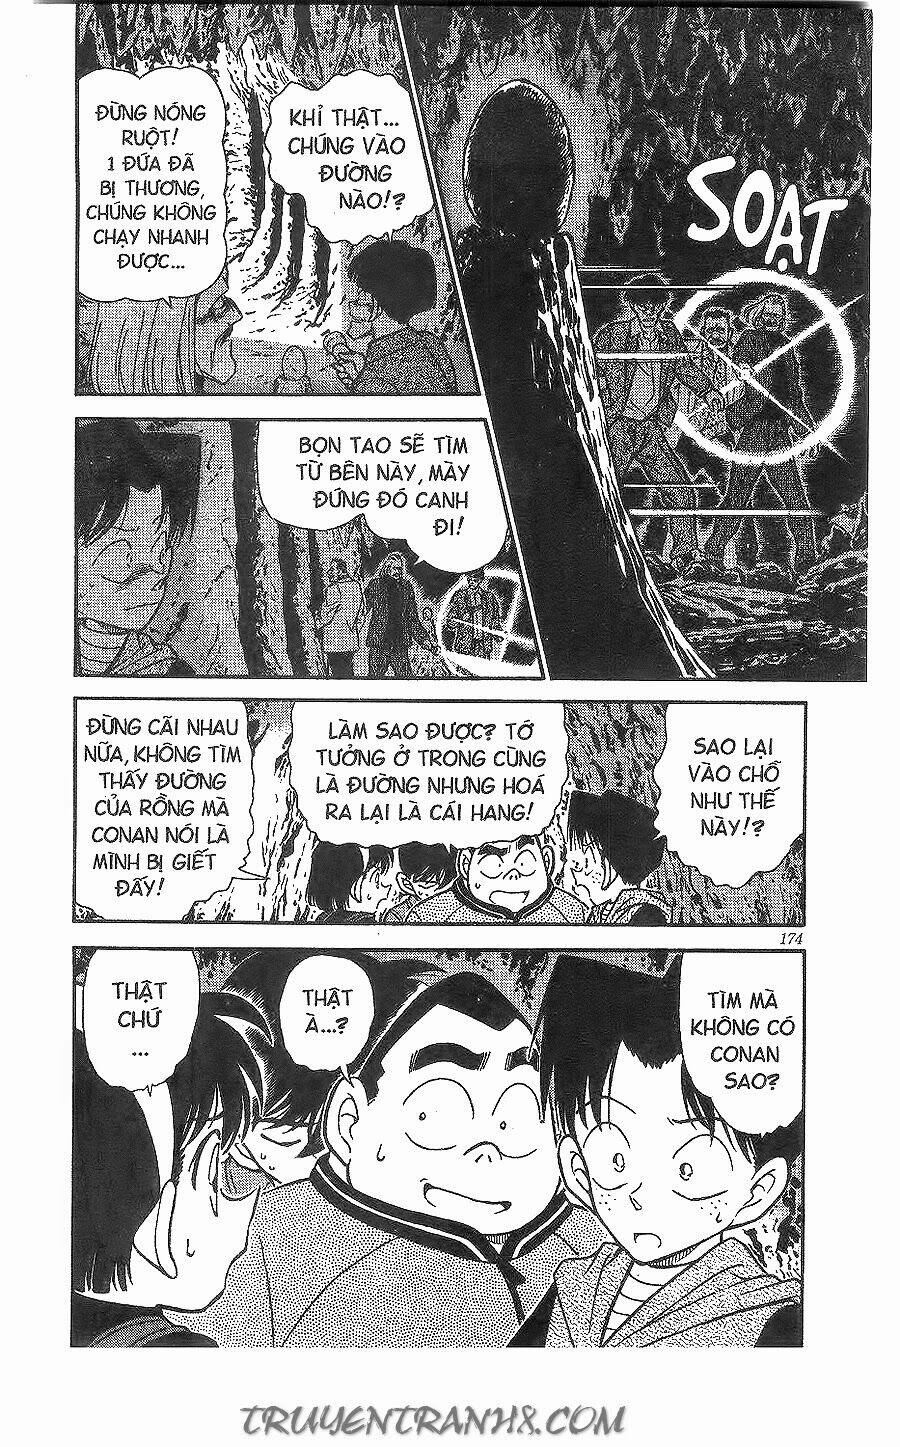 ĐỪNG NÓNG
RUỘT!
1 ĐỨA ĐÃ
BỊ THƯƠNG,
CHÚNG KHÔNG
CHẠY NHANH
ĐƯỢC...
KHỈ THẬT...
CHÚNG VÀO
ĐƯỜNG
NÀO!?
SOẠT
BỌN TAO SẼ TÌM
TỪ BÊN NÀY, MÀY
ĐỨNG ĐÓ CANH
ĐI!
SAO LẠI
VÀO CHỖ
NHƯ THẾ
NÀY!?
LÀM SAO ĐƯỢC? TỚ
TƯỞNG Ở TRONG CÙNG
LÀ ĐƯỜNG NHƯNG HOÁ
RA LẠI LÀ CÁI HANG!
ĐỪNG CÃI NHAU
NỮA, KHÔNG TÌM
THẤY ĐƯỜNG
CỦA RỒNG MÀ
CONAN NÓI LÀ
MÌNH BỊ GIẾT
ĐẤY!
174
TÌM MÀ
KHÔNG CÓ
CONAN
SAO?
THẬT
À...?
THẬT
CHỨ
...
TRUYENTRANH8.COM